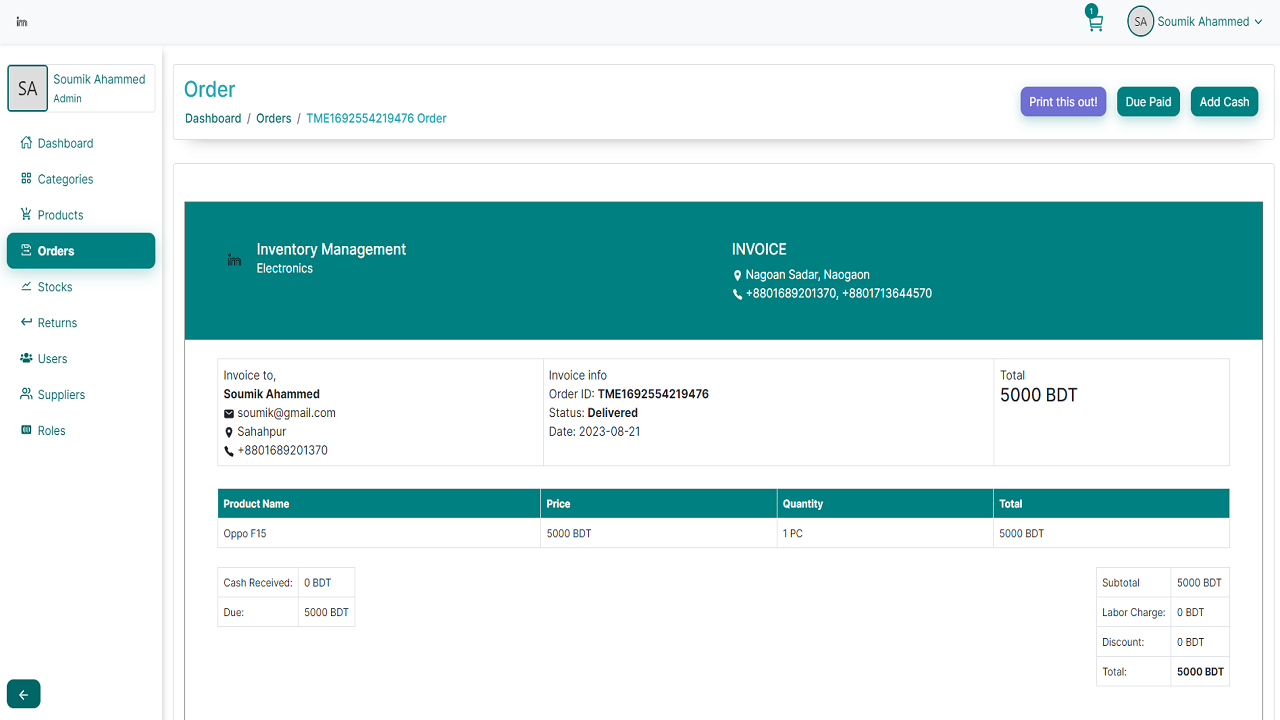 im
1
SA
Soumik Ahammed
SA
Soumik Ahammed
Admin
Dashboard
Categories
Products
Orders
Stocks
Returns
Users
Suppliers
Roles
Order
Dashboard / Orders / TME1692554219476 Order
Print this out!
Due Paid
Add Cash
im
Inventory Management
Electronics
INVOICE
Nagoan Sadar, Naogaon
+8801689201370, +8801713644570
Invoice to,
Soumik Ahammed
soumik@gmail.com
Sahahpur
+8801689201370
Invoice info
Order ID: TME1692554219476
Status: Delivered
Date: 2023-08-21
Total
5000 BDT
Product Name Price Quantity Total
Oppo F15 5000 BDT 1 PC 5000 BDT
Cash Received: 0 BDT
Due: 5000 BDT
Subtotal 5000 BDT
Labor Charge: 0 BDT
Discount: 0 BDT
Total: 5000 BDT